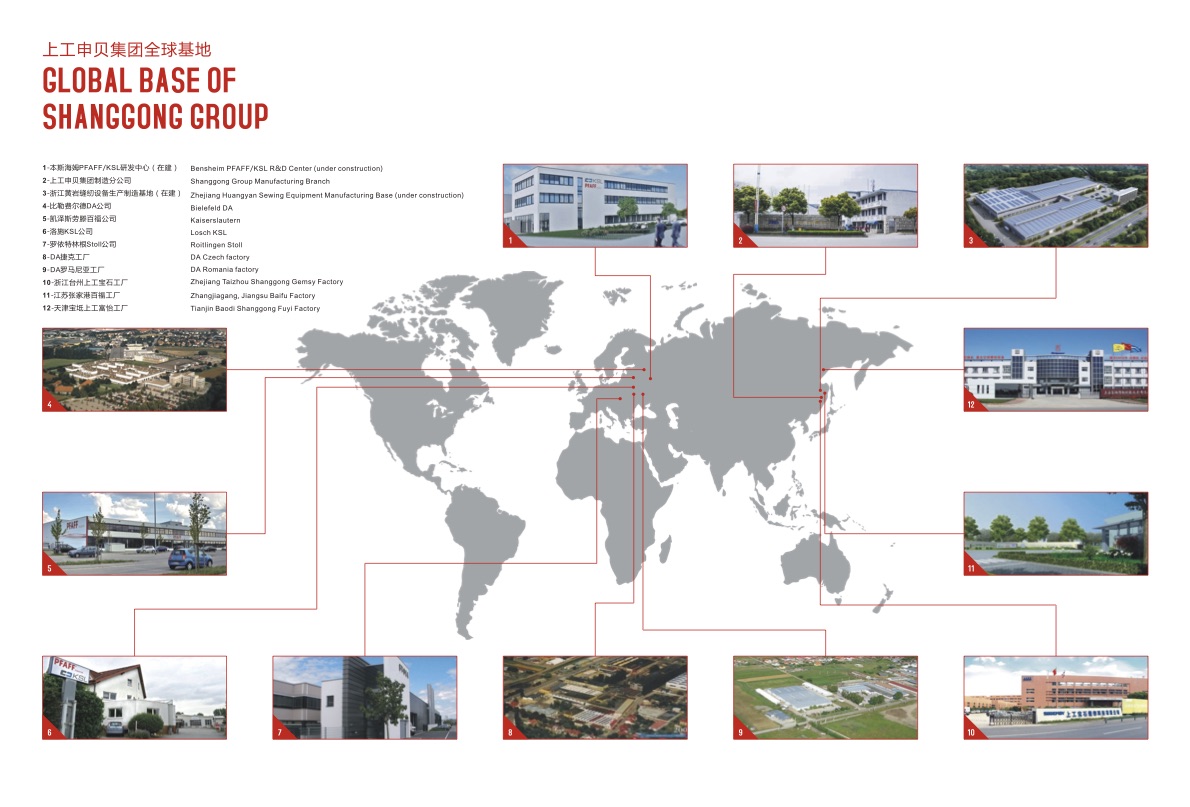 上工申贝集团全球基地
GLOBAL BASE OF
SHANGGONG GROUP
1-本斯海姆PFAFF/KSL研发中心（在建） Bensheim PFAFF/KSL R&D Center (under construction)
2-上工申贝集团制造分公司 Shanggong Group Manufacturing Branch
3-浙江黄岩缝纫设备生产制造基地（在建） Zhejiang Huangyan Sewing Equipment Manufacturing Base (under construction)
4-比勒费尔德DA公司 Bielefeld DA
5-凯泽斯劳滕百福公司 Kaiserslautern
6-洛施KSL公司 Losch KSL
7-罗依特林根Stoll公司 Roitlingen Stoll
8-DA捷克工厂 DA Czech factory
9-DA罗马尼亚工厂 DA Romania factory
10-浙江台州上工宝石工厂 Zhejiang Taizhou Shanggong Gemsy Factory
11-江苏张家港百福工厂 Zhangjiagang, Jiangsu Baifu Factory
12-天津宝坻上工富怡工厂 Tianjin Baodi Shanggong Fuyi Factory
KSL
PFAFF
1
2
3
4
12
PFAFF
5
11
PFAFF
KSL
6
7
8
9
10